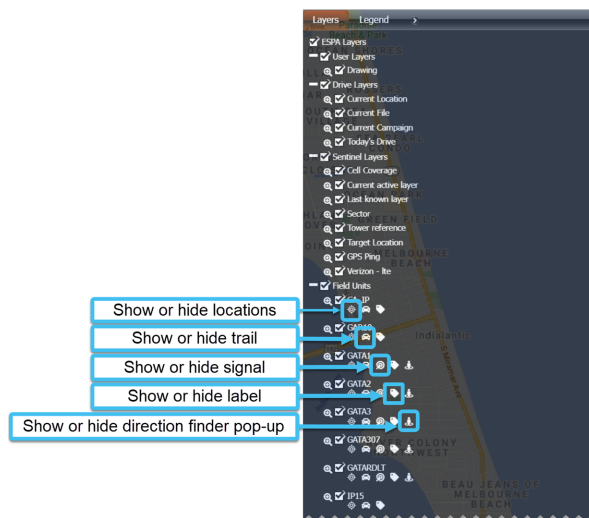 Layers Legend >
ESPA Layers
User Layers
Drawing
Drive Layers
Current Location
Current File
Current Campaign
Today's Drive
Sentinel Layers
Cell Coverage
Current active layer
Last known layer
Sector
Tower reference
Target Location
GPS Ping
Verizon - lte
Field Units
Show or hide locations
Show or hide trail
Indialantic
GATA1
Show or hide signal
GATA2
Show or hide label
S Miramar Ave
GATA3
Show or hide direction finder pop-up
GATA307
GATARDLT
BEAU JEANS OF
MELBOURNE
BEACH
IP15